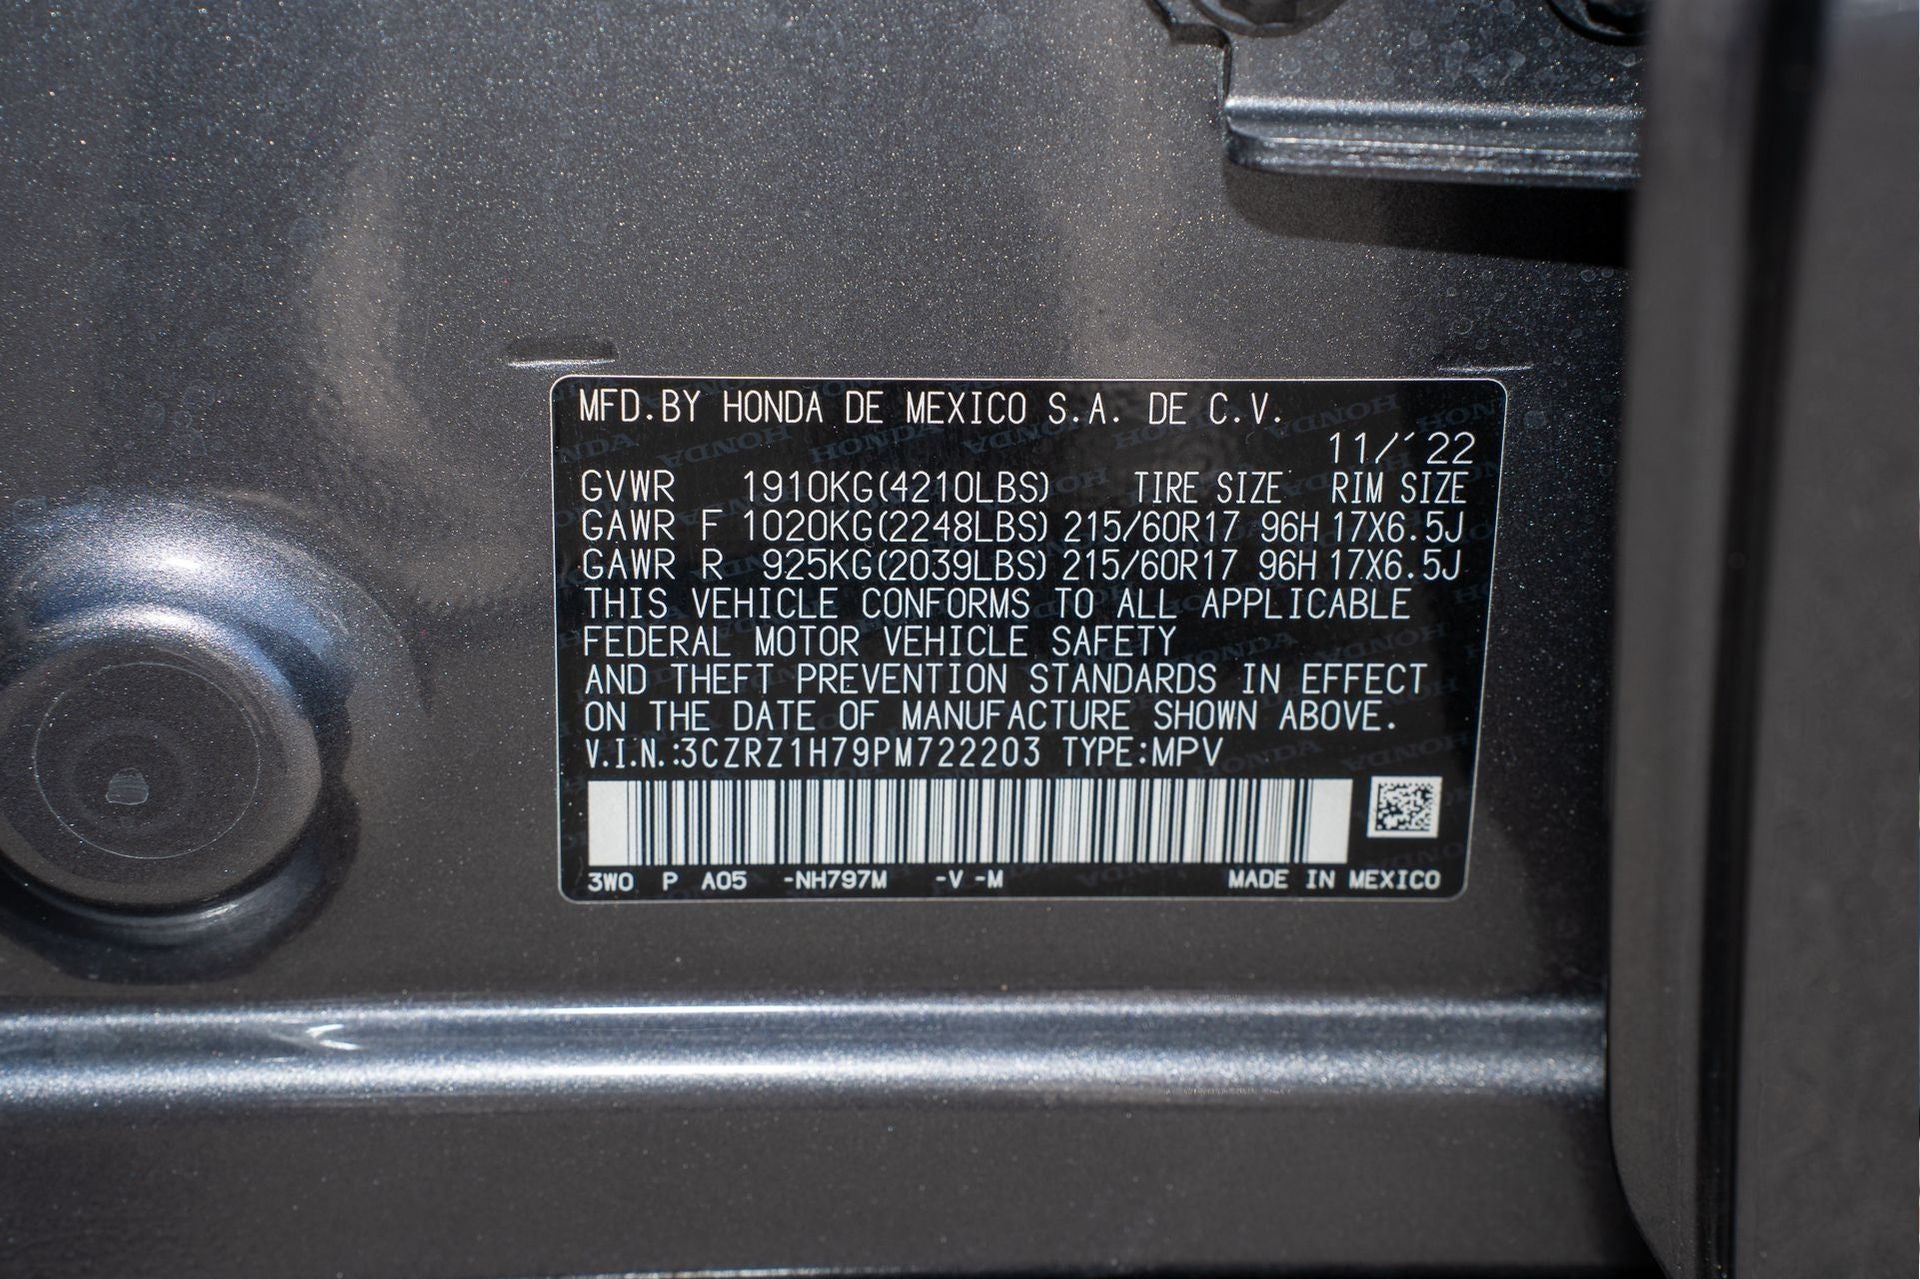 MFD.BY HONDA DE MEXICO S.A. DE C.V.
11/´22
GVWR 1910KG(4210LBS) TIRE SIZE RIM SIZE
GAWR F 1020KG(2248LBS) 215/60R17 96H 17X6.5J
GAWR R 925KG(2039LBS) 215/60R17 96H 17X6.5J
THIS VEHICLE CONFORMS TO ALL APPLICABLE
FEDERAL MOTOR VEHICLE SAFETY
AND THEFT PREVENTION STANDARDS IN EFFECT
ON THE DATE OF MANUFACTURE SHOWN ABOVE.
V.I.N.:3CZRZ1H79PM722203 TYPE:MPV
3W0 P A05 -NH797M -V -M MADE IN MEXICO